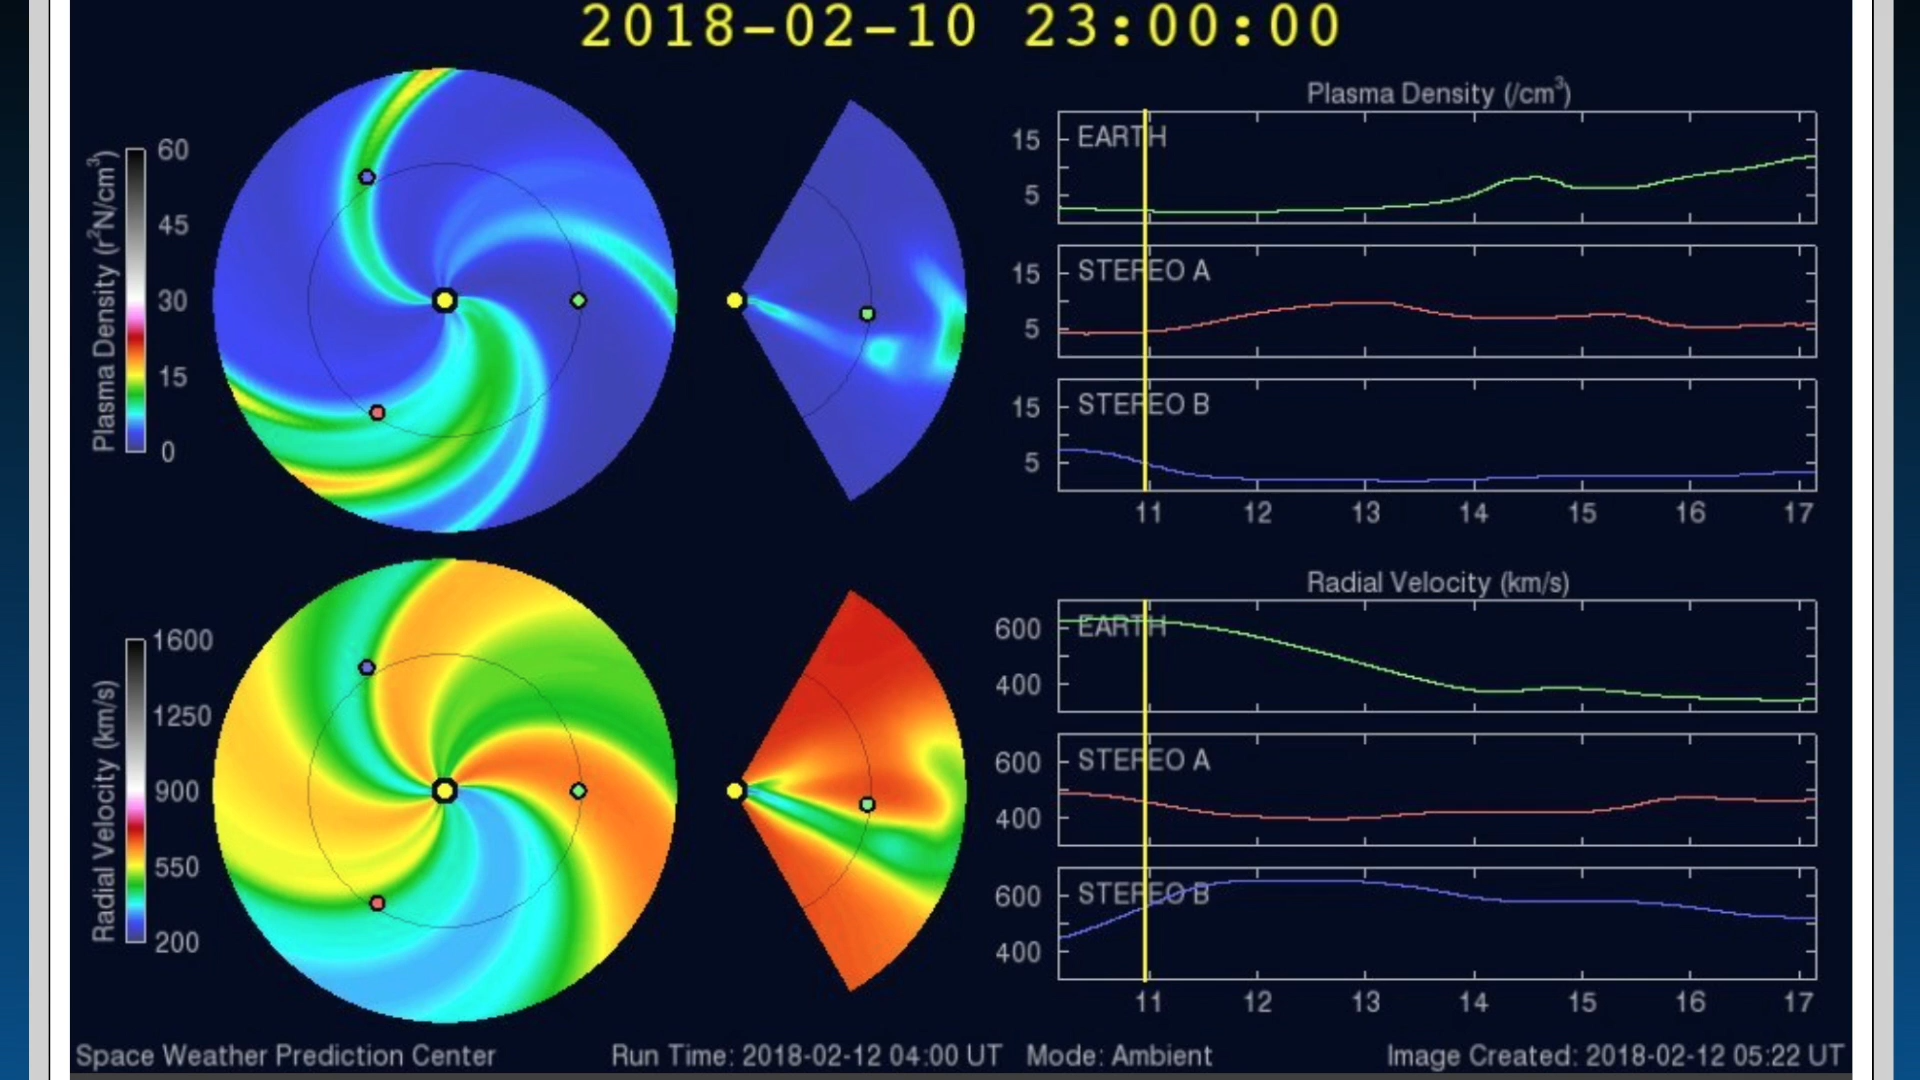 2018-02-10 23:00:00
Plasma Density (r²N/cm³)
60
45
30
15
0
Plasma Density (/cm³)
EARTH
15
5
STEREO A
15
5
STEREO B
15
5
11 12 13 14 15 16 17
Radial Velocity (km/s)
1600
1250
900
550
200
Radial Velocity (km/s)
EARTH
600
400
STEREO A
600
400
STEREO B
600
400
11 12 13 14 15 16 17
Space Weather Prediction Center Run Time: 2018-02-12 04:00 UT Mode: Ambient Image Created: 2018-02-12 05:22 UT